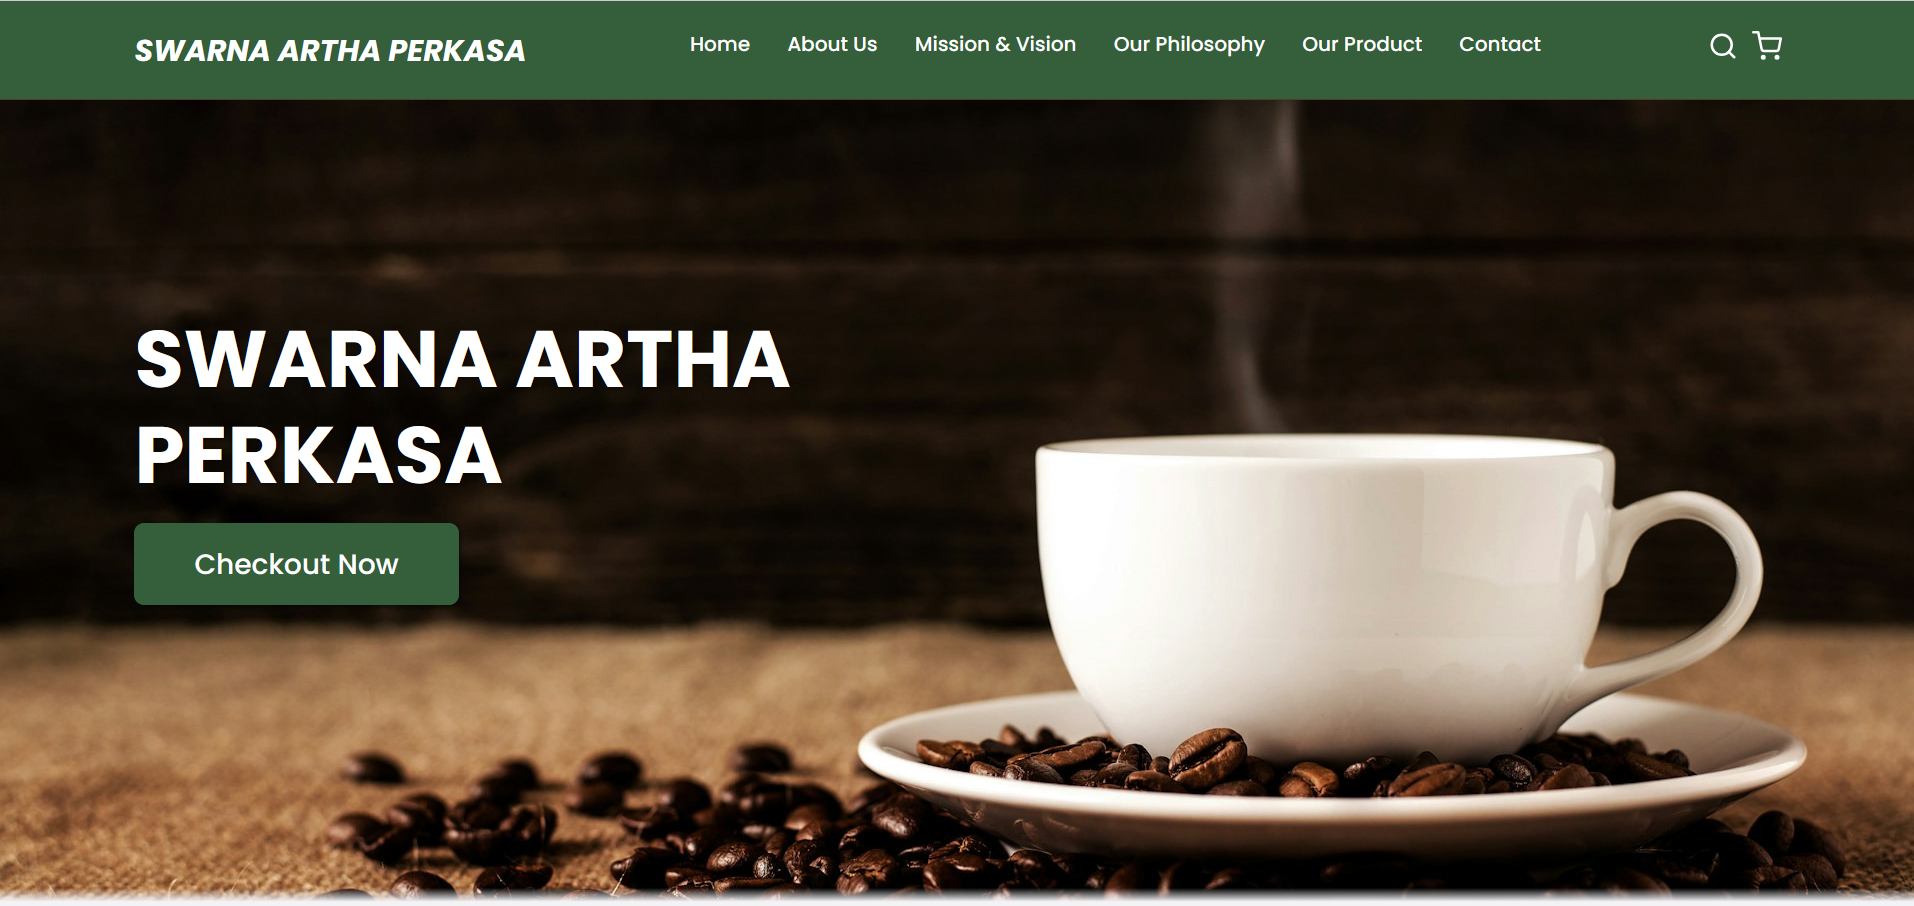 SWARNA ARTHA PERKASA
Home About Us Mission & Vision Our Philosophy Our Product Contact
SWARNA ARTHA
PERKASA
Checkout Now